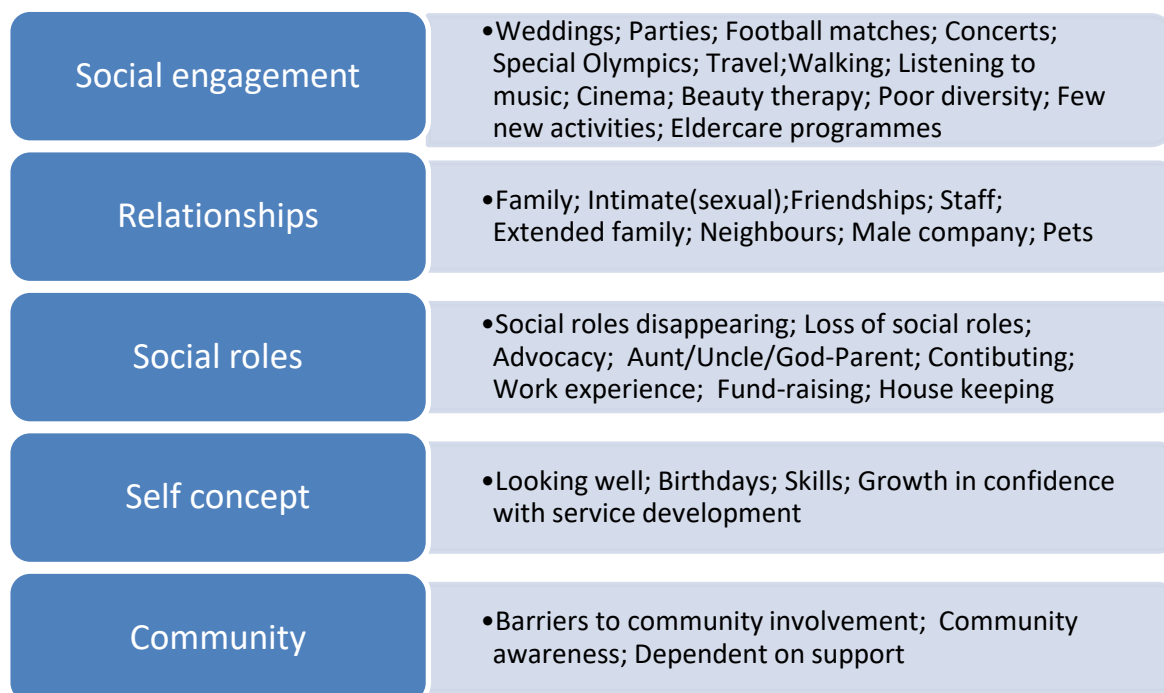 Social engagement
•Weddings; Parties; Football matches; Concerts;
Special Olympics; Travel;Walking; Listening to
music; Cinema; Beauty therapy; Poor diversity; Few
new activities; Eldercare programmes
Relationships
•Family; Intimate(sexual);Friendships; Staff;
Extended family; Neighbours; Male company; Pets
Social roles
•Social roles disappearing; Loss of social roles;
Advocacy;  Aunt/Uncle/God-Parent; Contibuting;
Work experience;  Fund-raising; House keeping
Self concept
•Looking well; Birthdays; Skills; Growth in confidence
with service development
Community
•Barriers to community involvement;  Community
awareness; Dependent on support